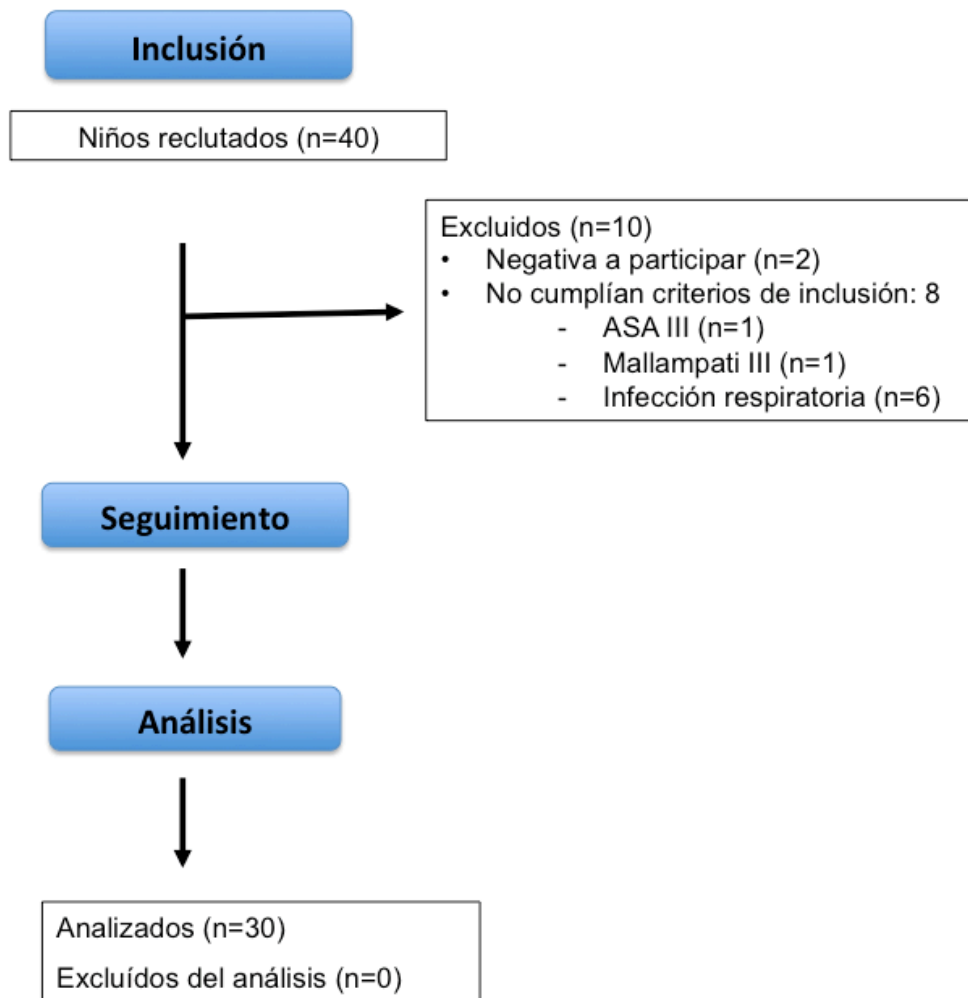 Inclusión
Niños reclutados (n=40)
Excluidos (n=10)
• Negativa a participar (n=2)
• No cumplían criterios de inclusión: 8
- ASA III (n=1)
- Mallampati III (n=1)
- Infección respiratoria (n=6)
Seguimiento
Análisis
Analizados (n=30)
Excluídos del análisis (n=0)